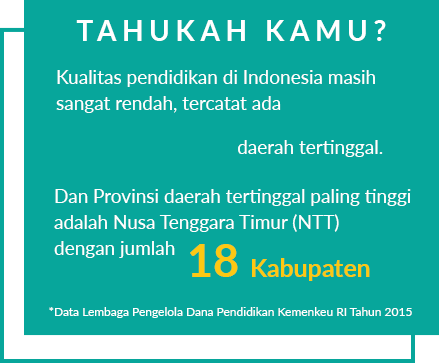 TAHUKAH KAMU?
Kualitas pendidikan di Indonesia masih
sangat rendah, tercatat ada
daerah tertinggal.
Dan Provinsi daerah tertinggal paling tinggi
adalah Nusa Tenggara Timur (NTT)
dengan jumlah 18 Kabupaten
*Data Lembaga Pengelola Dana Pendidikan Kemenkeu RI Tahun 2015